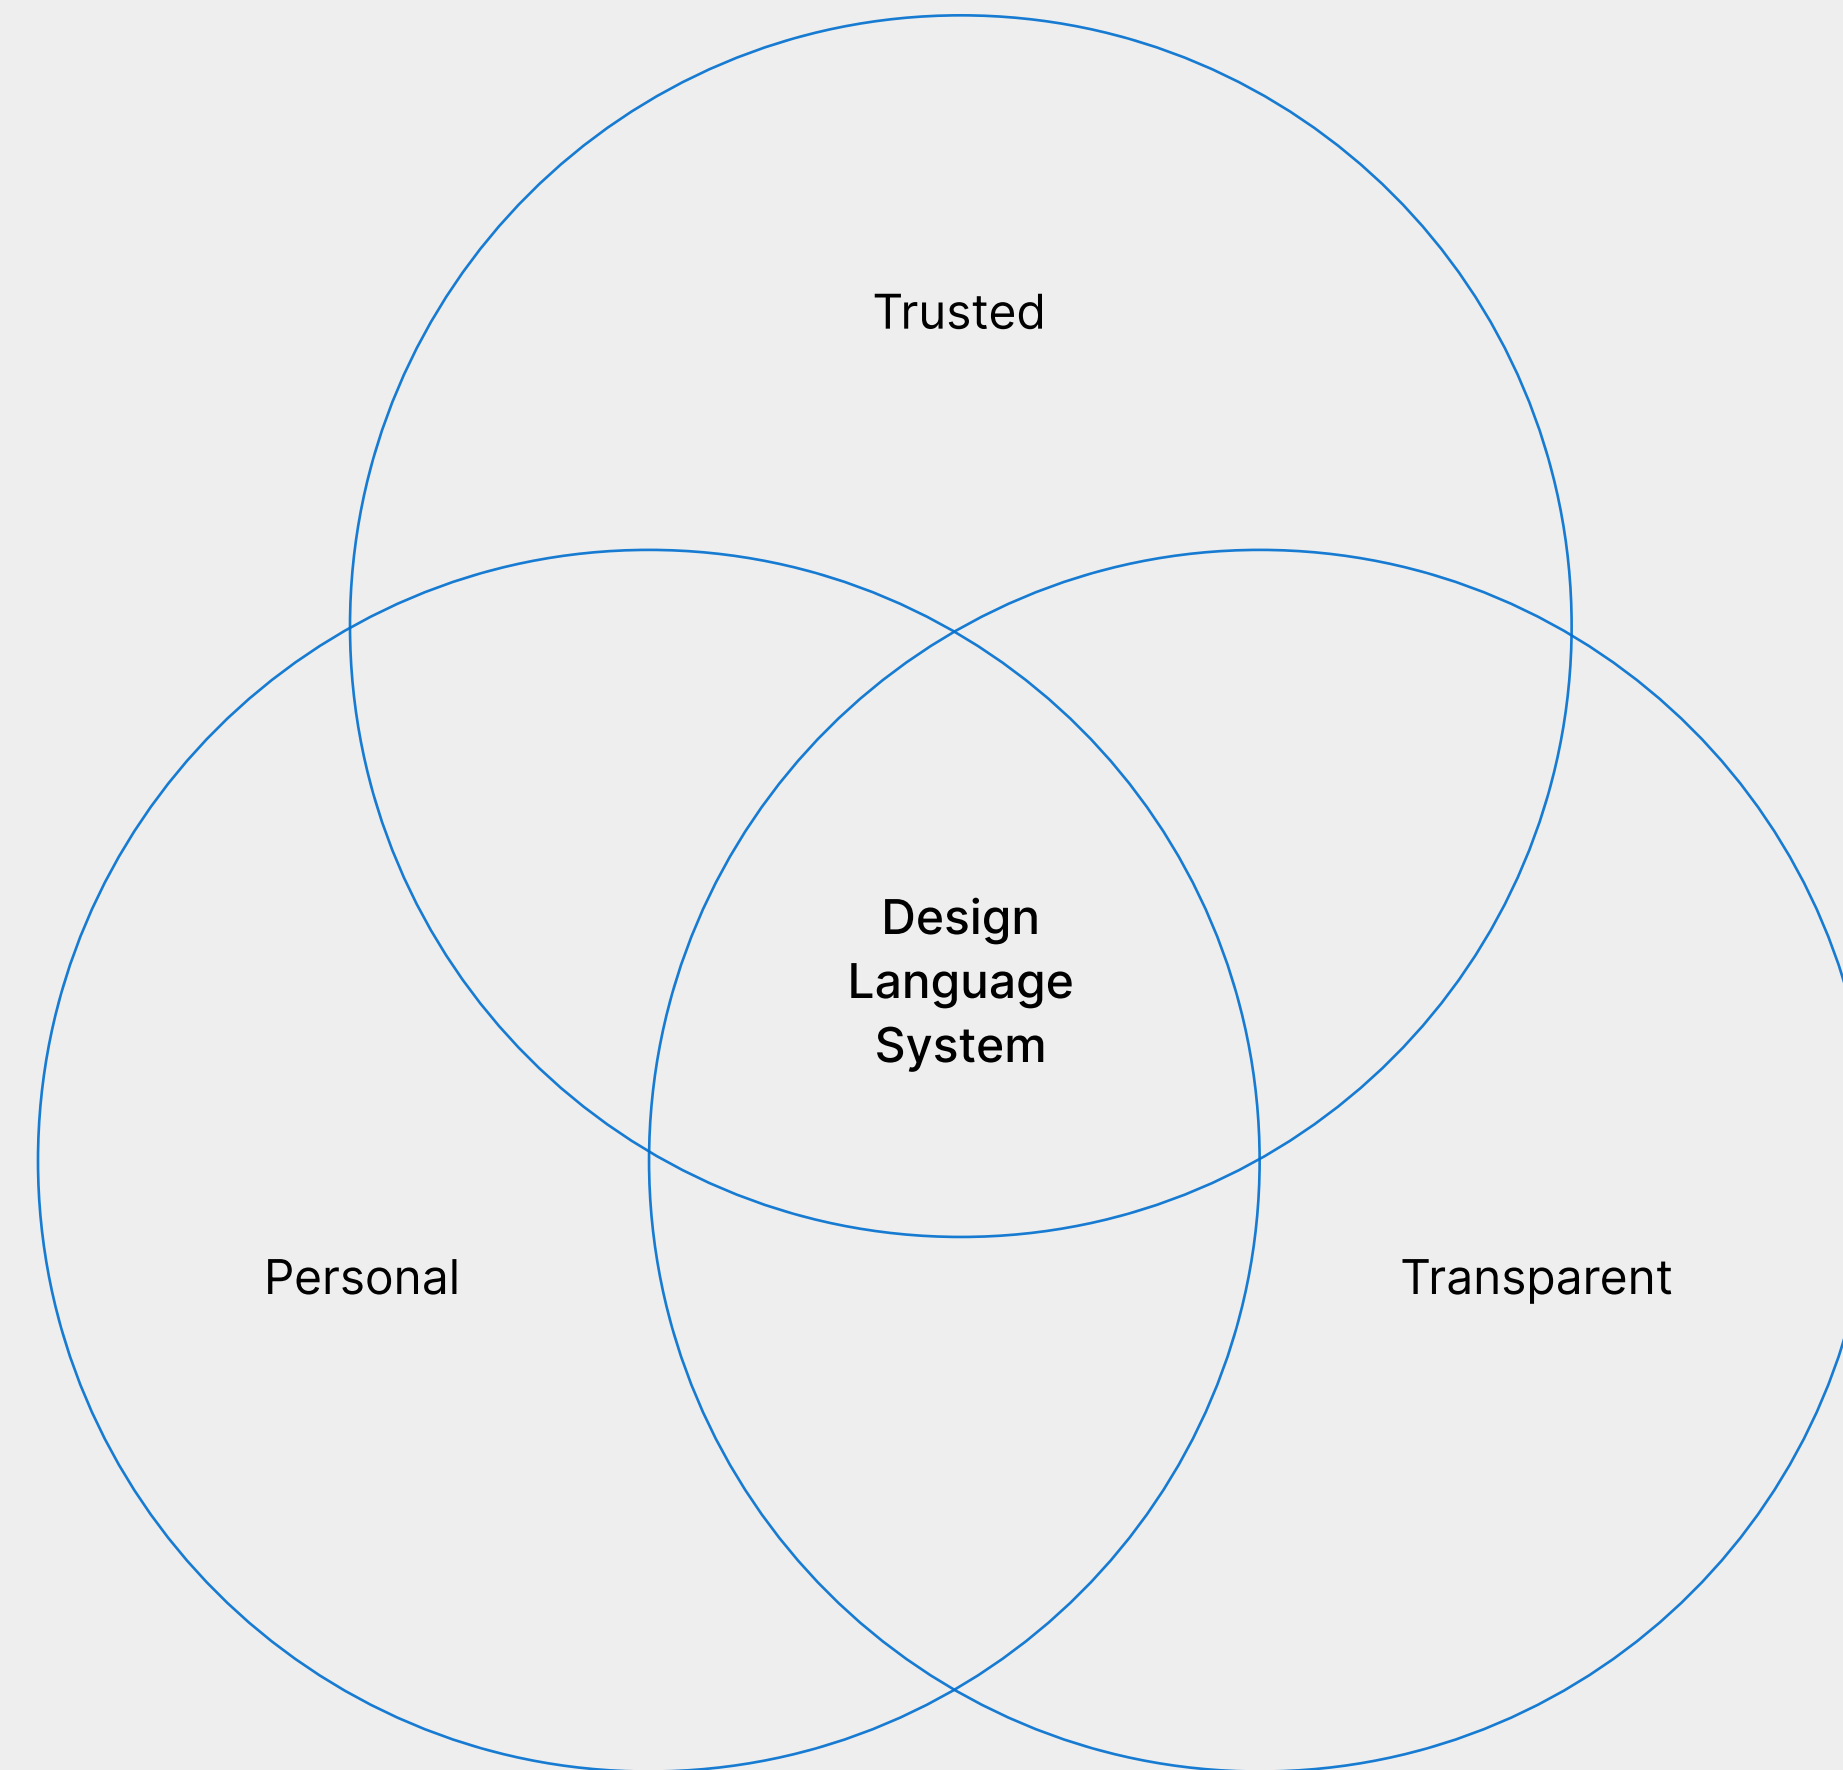 Trusted
Design
Language
System
Personal
Transparent